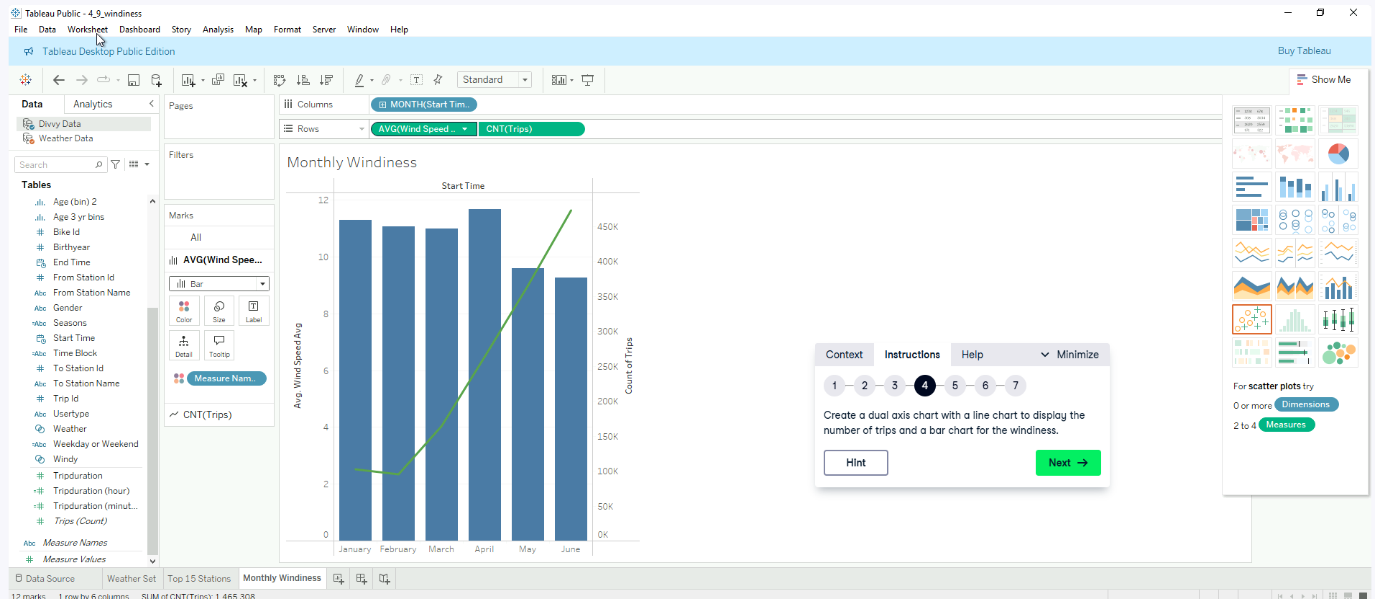 Tableau Public - 4_9_windiness
File Data Worksheet Dashboard Story Analysis Map Format Server Window Help
Tableau Desktop Public Edition
Buy Tableau
Standard
Show Me
Data
Analytics
Divvy Data
Weather Data
Search
Tables
Age (bin) 2
Age 3 yr bins
Bike Id
Birthyear
End Time
From Station Id
Abc From Station Name
Abc Gender
=Abc Seasons
Start Time
=Abc Time Block
To Station Id
Abc To Station Name
Trip Id
Abc Usertype
Weather
=Abc Weekday or Weekend
Windy
Tripduration
Tripduration (hour)
Tripduration (minut...
Trips (Count)
Abc Measure Names
Measure Values
Pages
Filters
Marks
All
AVG(Wind Spee...
Bar
Color
Size
Label
Detail
Tooltip
Measure Nam..
CNT(Trips)
Columns
MONTH(Start Tim..
Rows
AVG(Wind Speed ..
CNT(Trips)
Monthly Windiness
Start Time
12
10
8
6
4
2
0
Avg. Wind Speed Avg
450K
400K
350K
300K
250K
200K
150K
100K
50K
0K
Count of Trips
January February March April May June
Context
Instructions
Help
Minimize
1 2 3 4 5 6 7
Create a dual axis chart with a line chart to display the
number of trips and a bar chart for the windiness.
Hint
Next →
For scatter plots try
0 or more Dimensions
2 to 4 Measures
Data Source
Weather Set
Top 15 Stations
Monthly Windiness
12 marks 1 row by 6 columns SUM of CNT(Trips): 1,465,308